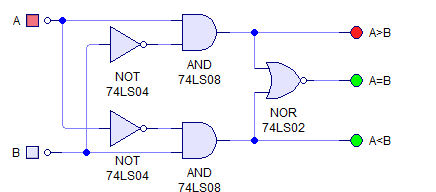 A
A>B
NOT
74LS04
AND
74LS08
A=B
NOR
74LS02
B
A<B
NOT
74LS04
AND
74LS08